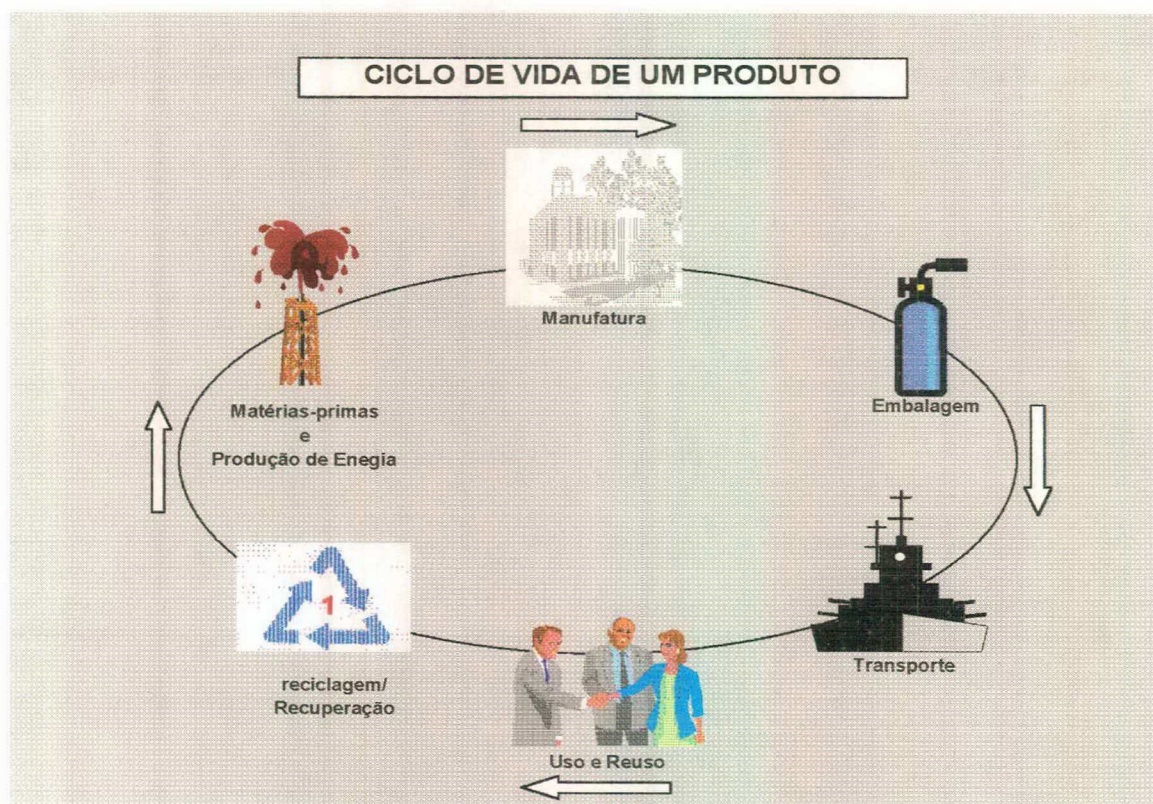 CICLO DE VIDA DE UM PRODUTO
Manufatura
Embalagem
Matérias-primas
e
Produção de Enegia
Transporte
1
reciclagem/
Recuperação
Uso e Reuso